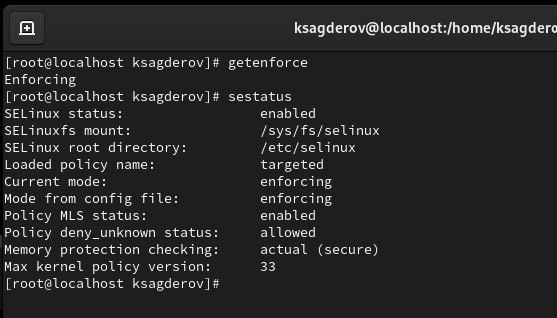 ksagderov@localhost:/home/ksagdero
[root@localhost ksagderov]# getenforce
Enforcing
[root@localhost ksagderov]# sestatus
SELinux status:                 enabled
SELinuxfs mount:                /sys/fs/selinux
SELinux root directory:         /etc/selinux
Loaded policy name:             targeted
Current mode:                   enforcing
Mode from config file:          enforcing
Policy MLS status:              enabled
Policy deny_unknown status:     allowed
Memory protection checking:     actual (secure)
Max kernel policy version:      33
[root@localhost ksagderov]#